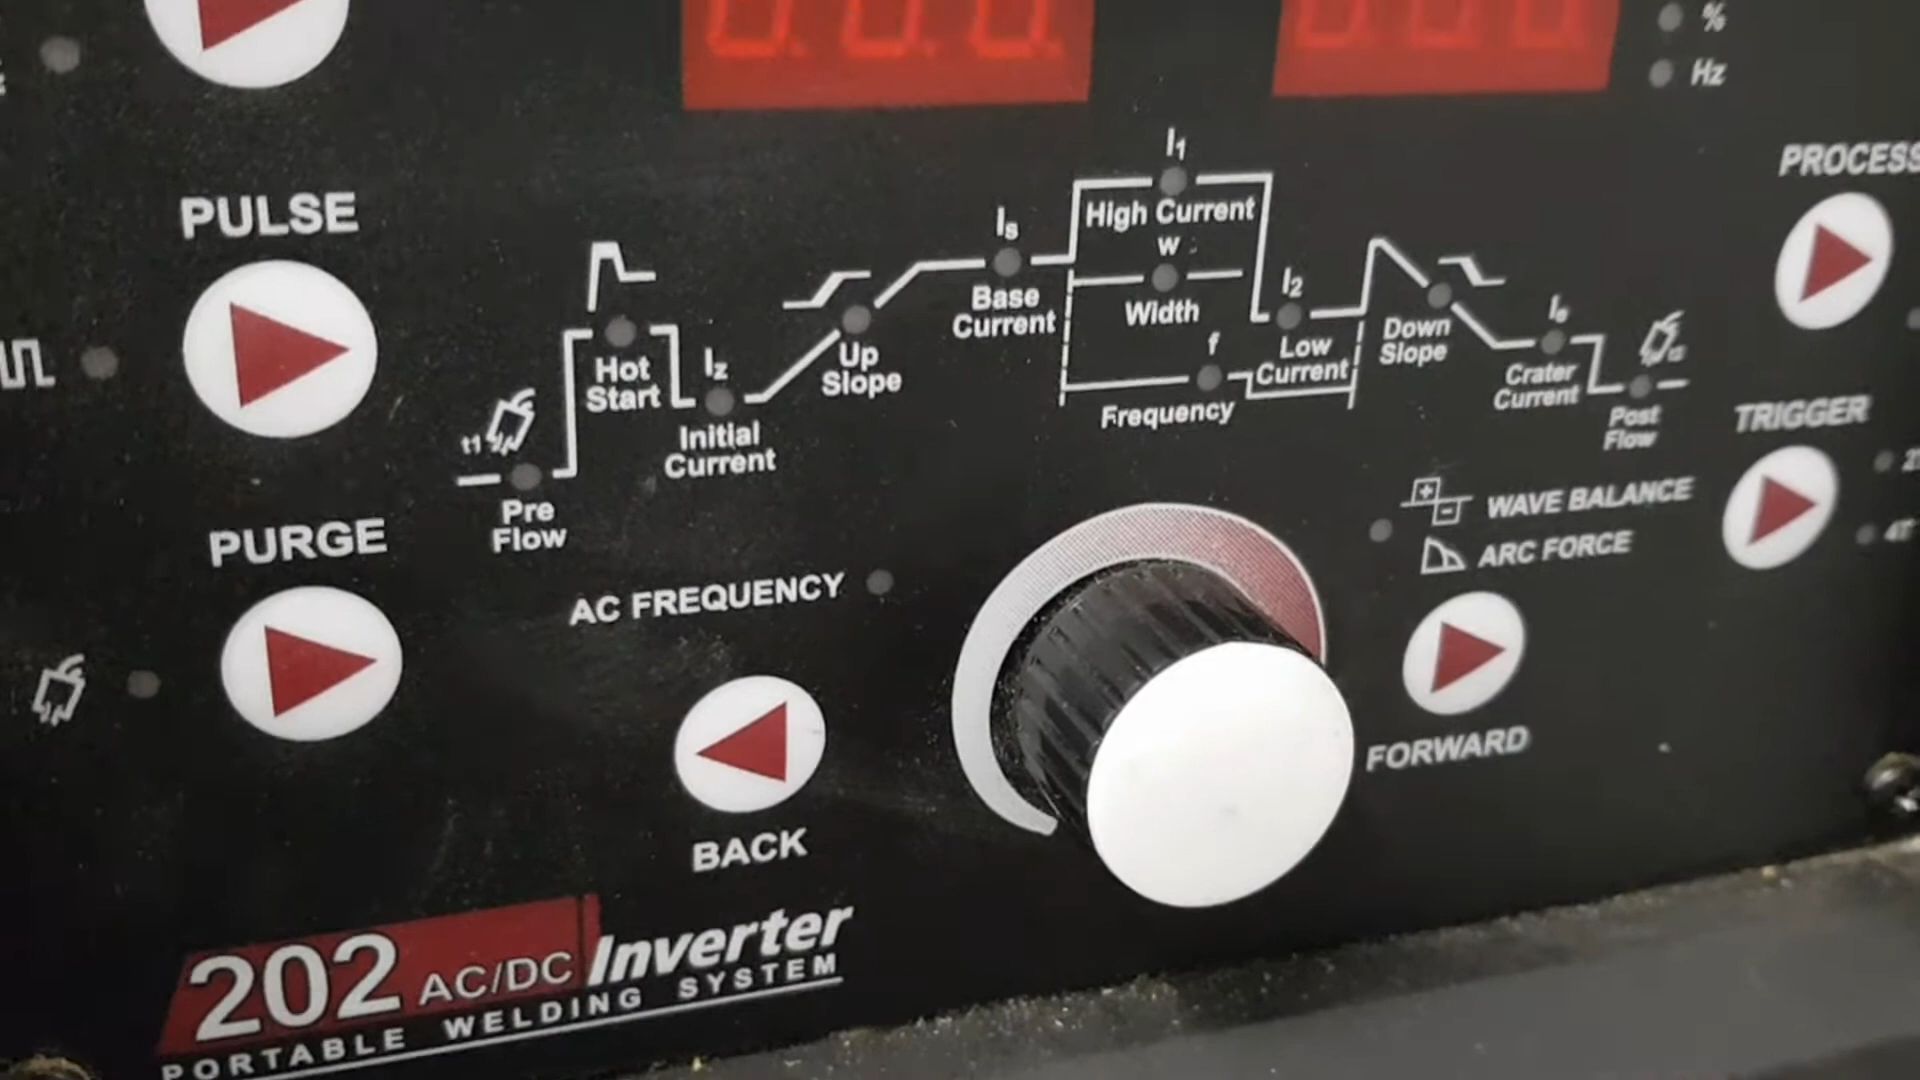 %
Hz
PULSE
PROCESS
I1
High Current
w
Width
Is
Base
Current
I2
Low
Current
f
Frequency
Down
Slope
Crater
Current
Post
Flow
Up
Slope
Hot
Start
Iz
Initial
Current
t1
Pre
Flow
TRIGGER
WAVE BALANCE
ARC FORCE
4T
PURGE
AC FREQUENCY
FORWARD
BACK
202 AC/DC Inverter
PORTABLE WELDING SYSTEM